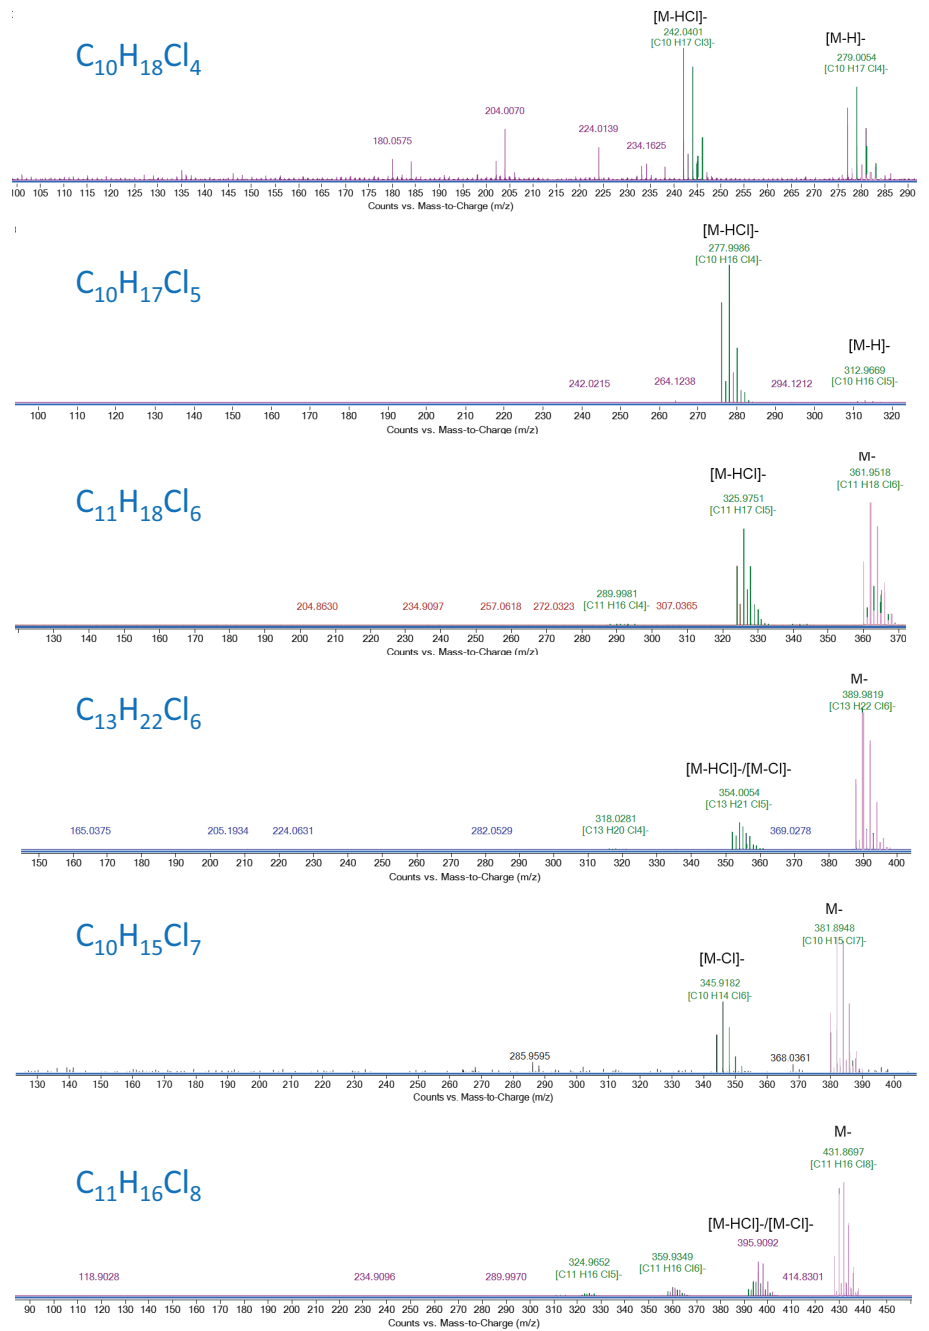 C10H18Cl4
[M-HCl]-
242.0401
[C10 H17 Cl3]-
[M-H]-
279.0054
[C10 H17 Cl4]-
180.0575
204.0070
224.0139
234.1625
100 105 110 115 120 125 130 135 140 145 150 155 160 165 170 175 180 185 190 195 200 205 210 215 220 225 230 235 240 245 250 255 260 265 270 275 280 285 290
Counts vs. Mass-to-Charge (m/z)
C10H17Cl5
[M-HCl]-
277.9986
[C10 H16 Cl4]-
[M-H]-
312.9669
[C10 H16 Cl5]-
242.0215
264.1238
294.1212
100 110 120 130 140 150 160 170 180 190 200 210 220 230 240 250 260 270 280 290 300 310 320
Counts vs. Mass-to-Charge (m/z)
C11H18Cl6
[M-HCl]-
325.9751
[C11 H17 Cl5]-
M-
361.9518
[C11 H18 Cl6]-
204.8630
234.9097
257.0618
272.0323
289.9981
[C11 H16 Cl4]-
307.0365
130 140 150 160 170 180 190 200 210 220 230 240 250 260 270 280 290 300 310 320 330 340 350 360 370
Counts vs. Mass-to-Charge (m/z)
C13H22Cl6
M-
389.9819
[C13 H22 Cl6]-
[M-HCl]-/[M-Cl]-
354.0054
[C13 H21 Cl5]-
318.0281
[C13 H20 Cl4]-
165.0375
205.1934
224.0631
282.0529
369.0278
150 160 170 180 190 200 210 220 230 240 250 260 270 280 290 300 310 320 330 340 350 360 370 380 390 400
Counts vs. Mass-to-Charge (m/z)
C10H15Cl7
M-
381.8948
[C10 H15 Cl7]-
[M-Cl]-
345.9182
[C10 H14 Cl6]-
285.9595
368.0361
130 140 150 160 170 180 190 200 210 220 230 240 250 260 270 280 290 300 310 320 330 340 350 360 370 380 390 400
Counts vs. Mass-to-Charge (m/z)
C11H16Cl8
M-
431.8697
[C11 H16 Cl8]-
[M-HCl]-/[M-Cl]-
395.9092
359.9349
[C11 H16 Cl6]-
324.9652
[C11 H16 Cl5]-
118.9028
234.9096
289.9970
414.8301
90 100 110 120 130 140 150 160 170 180 190 200 210 220 230 240 250 260 270 280 290 300 310 320 330 340 350 360 370 380 390 400 410 420 430 440 450
Counts vs. Mass-to-Charge (m/z)